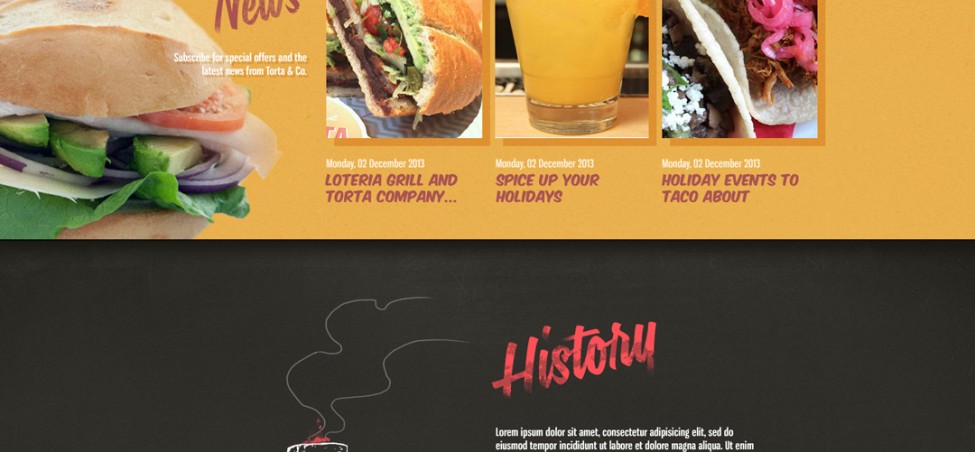 News
Subscribe for special offers and the
latest news from Torta & Co.
TA
Monday, 02 December 2013
LOTERIA GRILL AND
TORTA COMPANY...
Monday, 02 December 2013
SPICE UP YOUR
HOLIDAYS
Monday, 02 December 2013
HOLIDAY EVENTS TO
TACO ABOUT
History
Lorem ipsum dolor sit amet, consectetur adipisicing elit, sed do
eiusmod tempor incididunt ut labore et dolore magna aliqua. Ut enim